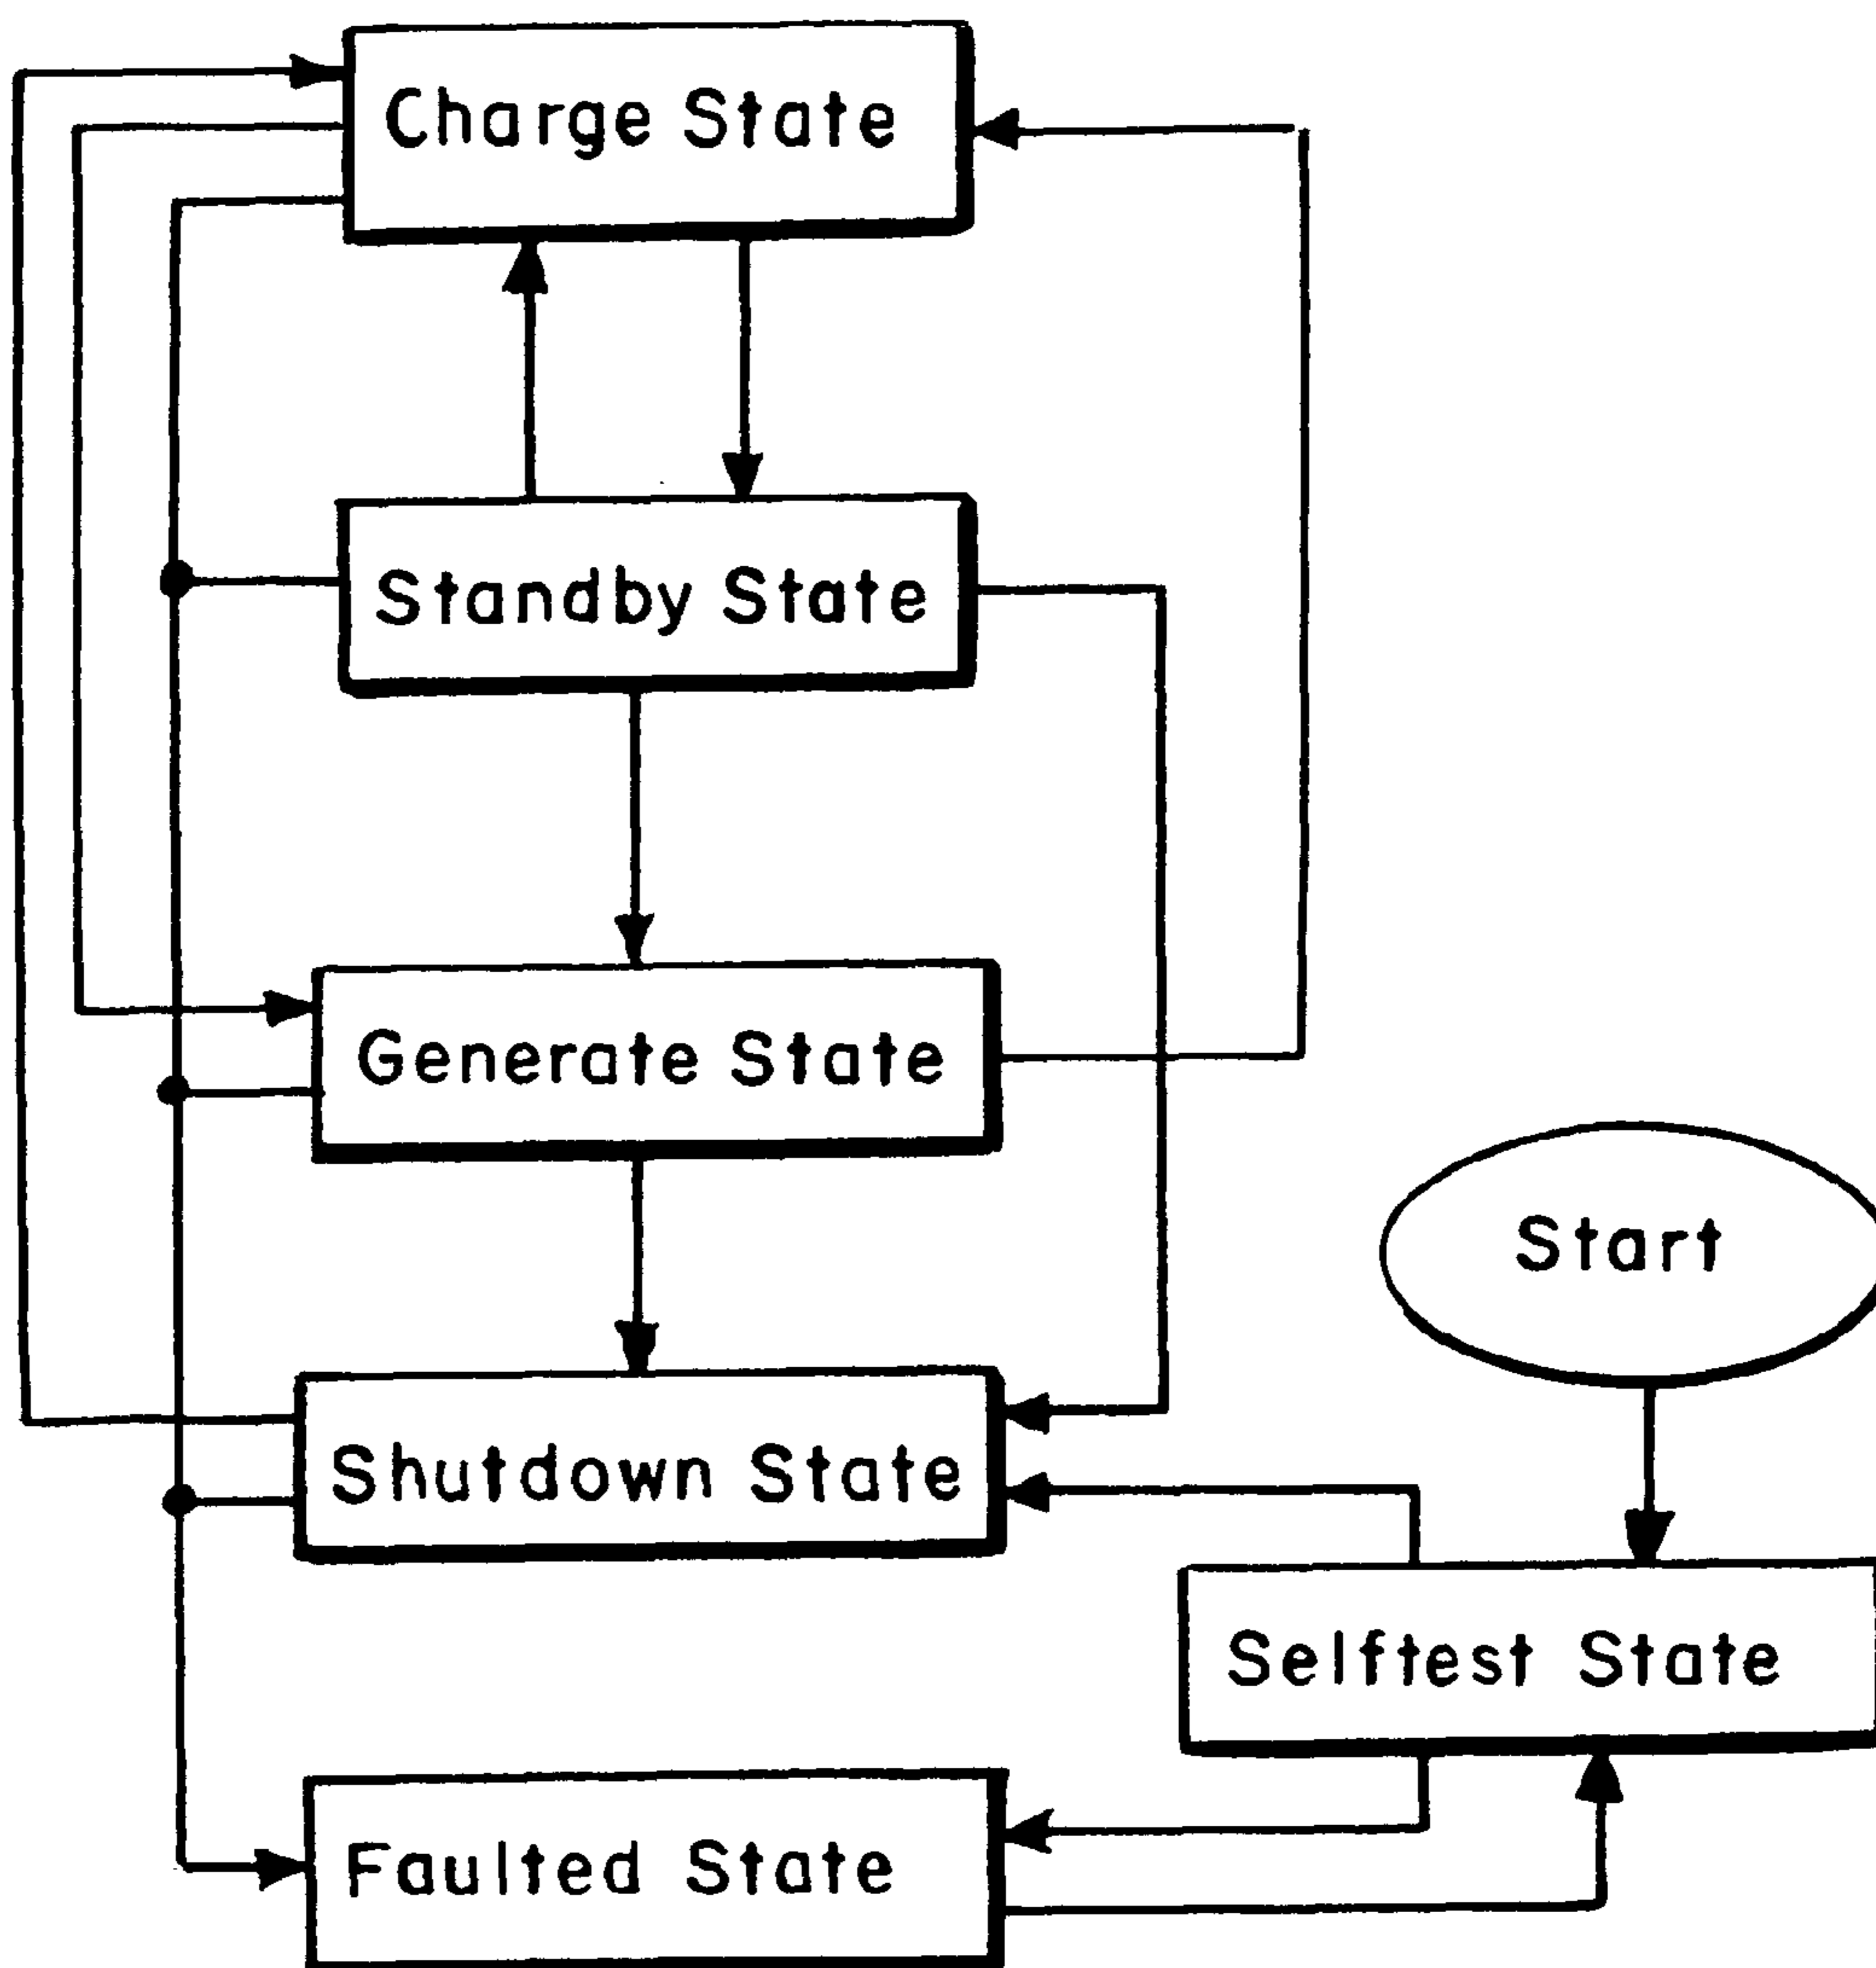 Charge State
Standby State
Generate State
Start
Shutdown State
Selftest State
Faulted State